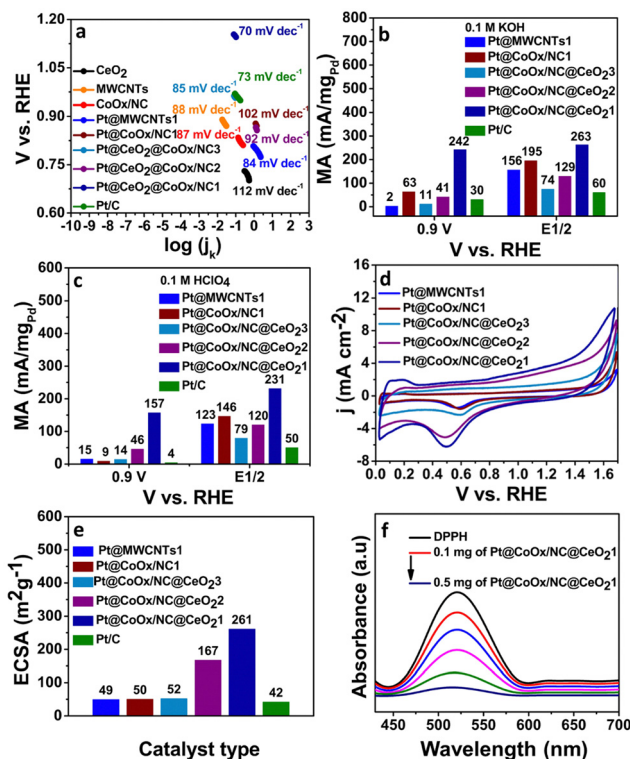 a
70 mV dec-1
73 mV dec-1
85 mV dec-1
88 mV dec-1
102 mV dec-1
87 mV dec-1
92 mV dec-1
84 mV dec-1
112 mV dec-1
CeO2
MWCNTs
CoOx/NC
Pt@MWCNTs1
Pt@CoOx/NC1
Pt@CeO2@CoOx/NC3
Pt@CeO2@CoOx/NC2
Pt@CeO2@CoOx/NC1
Pt/C
V vs. RHE
1.20
1.05
0.90
0.75
0.60
-10 -9 -8 -7 -6 -5 -4 -3 -2 -1 0 1 2 3
log (jk)
b
0.1 M KOH
Pt@MWCNTs1
Pt@CoOx/NC1
Pt@CoOx/NC@CeO23
Pt@CoOx/NC@CeO22
Pt@CoOx/NC@CeO21
Pt/C
MA (mA/mgPd)
800
700
600
500
400
300
200
100
0
2 63 11 41 242 30
156 195 74 129 263 60
0.9 V E1/2
V vs. RHE
c
0.1 M HClO4
Pt@MWCNTs1
Pt@CoOx/NC1
Pt@CoOx/NC@CeO23
Pt@CoOx/NC@CeO22
Pt@CoOx/NC@CeO21
Pt/C
MA (mA/mgPd)
600
500
400
300
200
100
0
15 9 14 46 157 4
123 146 79 120 231 50
0.9 V E1/2
V vs. RHE
d
Pt@MWCNTs1
Pt@CoOx/NC1
Pt@CoOx/NC@CeO23
Pt@CoOx/NC@CeO22
Pt@CoOx/NC@CeO21
j (mA cm-2)
16
12
8
4
0
-4
-8
0.0 0.2 0.4 0.6 0.8 1.0 1.2 1.4 1.6
V vs. RHE
e
Pt@MWCNTs1
Pt@CoOx/NC1
Pt@CoOx/NC@CeO23
Pt@CoOx/NC@CeO22
Pt@CoOx/NC@CeO21
Pt/C
ECSA (m2g-1)
600
500
400
300
200
100
0
49 50 52 167 261 42
Catalyst type
f
DPPH
0.1 mg of Pt@CoOx/NC@CeO21
0.5 mg of Pt@CoOx/NC@CeO21
Absorbance (a.u)
450 500 550 600 650 700
Wavelength (nm)